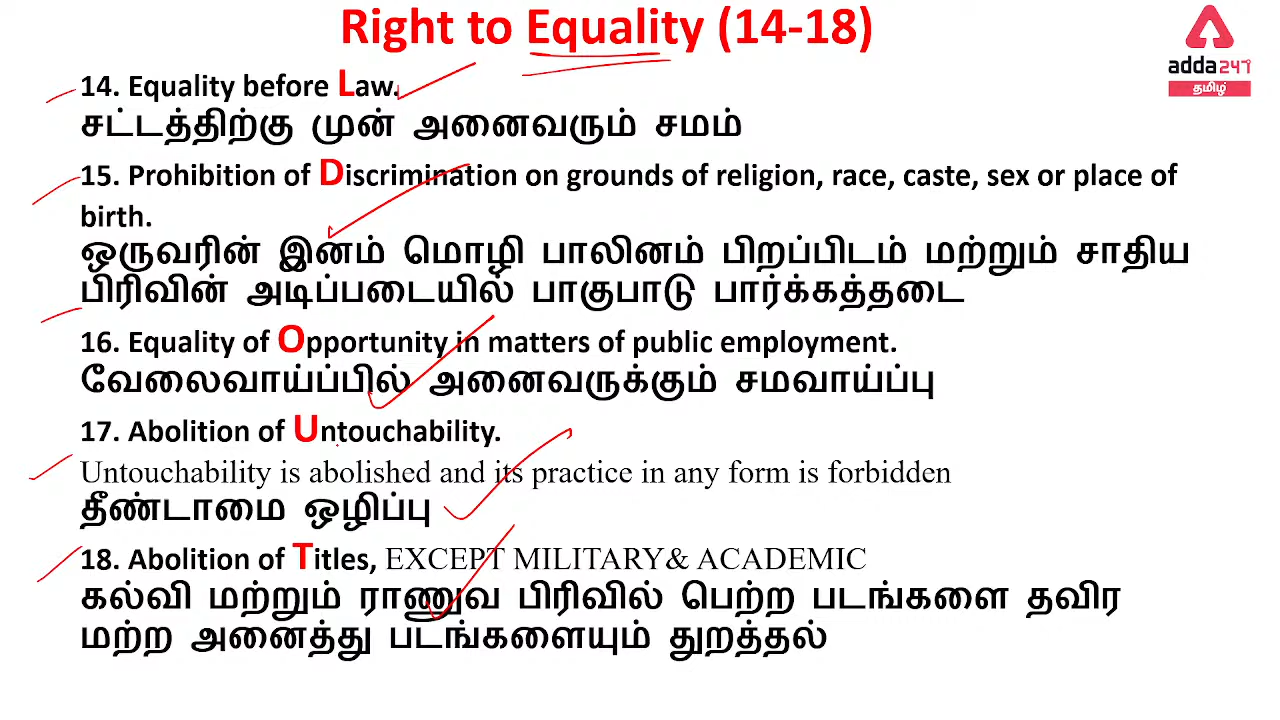 Right to Equality (14-18)
adda247
தமிழ்
14. Equality before Law.
சட்டத்திற்கு முன் அனைவரும் சமம்
15. Prohibition of Discrimination on grounds of religion, race, caste, sex or place of
birth.
ஒருவரின் இனம் மொழி பாலினம் பிறப்பிடம் மற்றும் சாதிய
பிரிவின் அடிப்படையில் பாகுபாடு பார்க்கத்தடை
16. Equality of Opportunity in matters of public employment.
வேலைவாய்ப்பில் அனைவருக்கும் சமவாய்ப்பு
17. Abolition of Untouchability.
Untouchability is abolished and its practice in any form is forbidden
தீண்டாமை ஒழிப்பு
18. Abolition of Titles, EXCEPT MILITARY& ACADEMIC
கல்வி மற்றும் ராணுவ பிரிவில் பெற்ற படங்களை தவிர
மற்ற அனைத்து படங்களையும் துறத்தல்